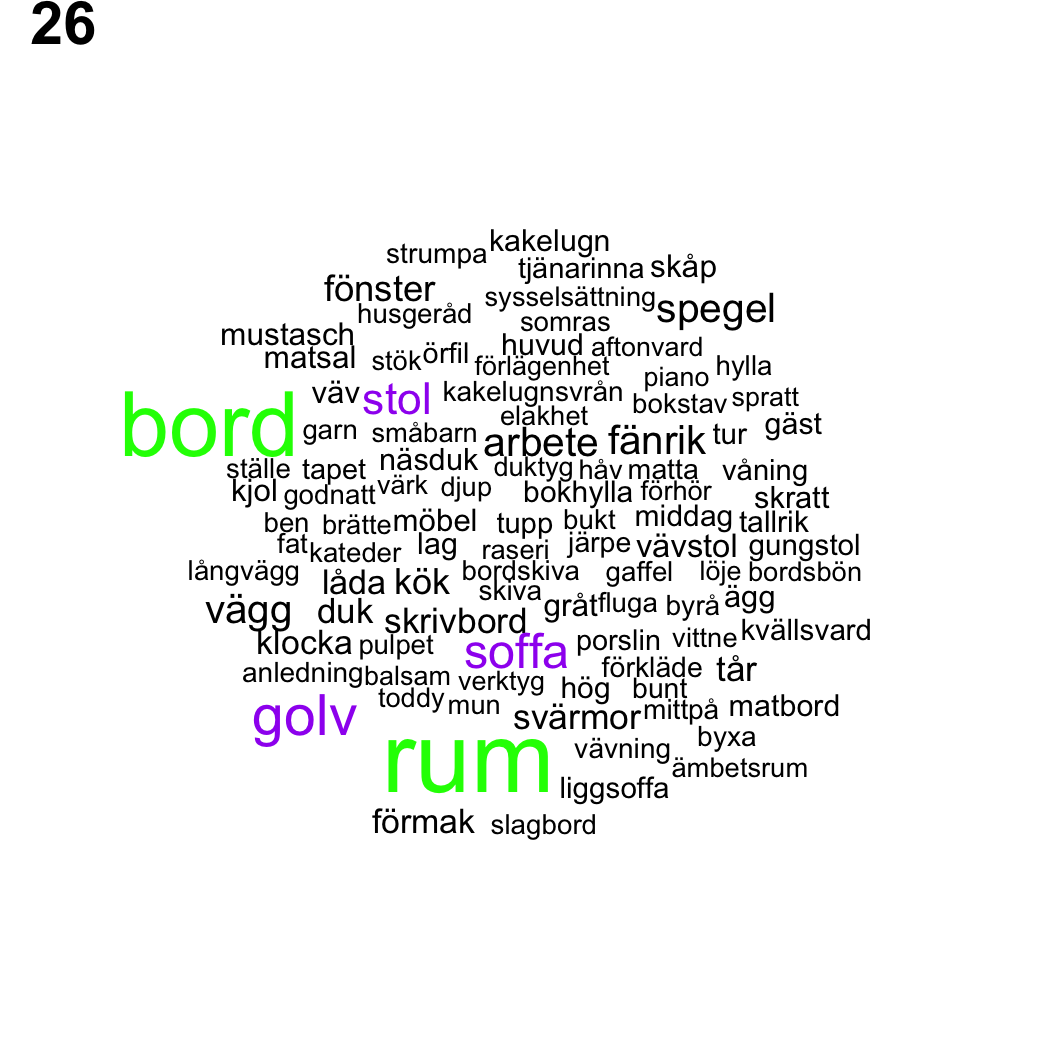 26
strumpa kakelugn
tjänarinna skåp
fönster sysselsättning spegel
husgeråd somras
mustasch huvud aftonvard
matsal stök örfil förlägenhet piano hylla
väv stol kakelugnsvrån bokstav spratt
bord garn småbarn elakhet arbete fänrik tur gäst
ställe tapet näsduk duktyg håv matta våning
kjol godnatt värk djup bokhylla förhör skratt
ben brätte möbel tupp bukt middag tallrik
fat kateder lag raseri järpe vävstol gungstol
långvägg låda kök bordskiva gaffel löje bordsbön
vägg duk skrivbord skiva gråt fluga byrå ägg
klocka pulpet soffa porslin vittne kvällsvard
anledning balsam verktyg förkläde tår
golv toddy mun hög bunt
svärmor mittpå matbord
rum vävning byxa
liggsoffa ämbetsrum
förmak slagbord